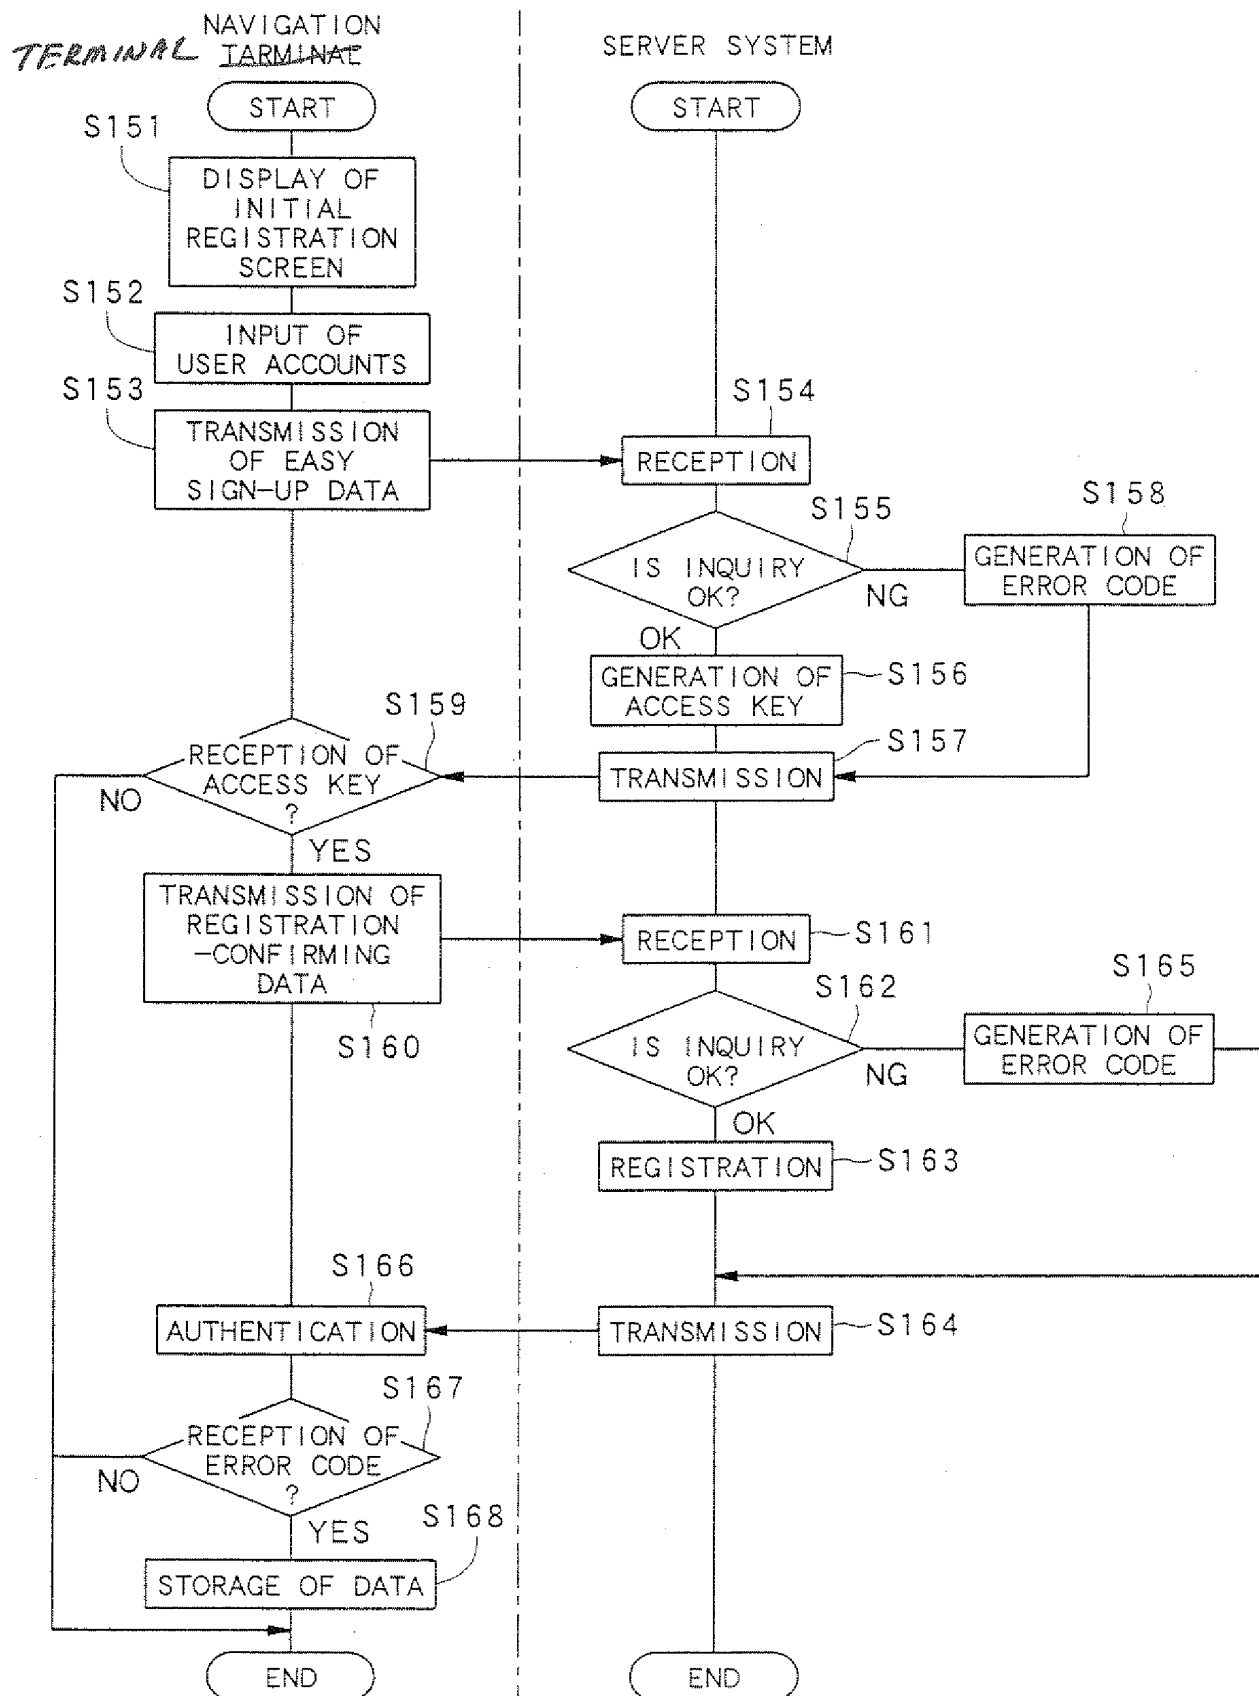 NAVIGATION
TERMINAL TARMINAL
SERVER SYSTEM
START
START
S151
DISPLAY OF
INITIAL
REGISTRATION
SCREEN
S152
INPUT OF
USER ACCOUNTS
S153
TRANSMISSION
OF EASY
SIGN-UP DATA
S154
RECEPTION
S155
IS INQUIRY
OK?
NG
S158
GENERATION OF
ERROR CODE
OK
GENERATION OF
ACCESS KEY
S156
S159
RECEPTION OF
ACCESS KEY
?
NO
YES
TRANSMISSION
S157
TRANSMISSION OF
REGISTRATION
-CONFIRMING
DATA
S160
RECEPTION
S161
S162
IS INQUIRY
OK?
NG
S165
GENERATION OF
ERROR CODE
OK
REGISTRATION
S163
S166
AUTHENTICATION
TRANSMISSION
S164
S167
RECEPTION OF
ERROR CODE
?
NO
YES
S168
STORAGE OF DATA
END
END